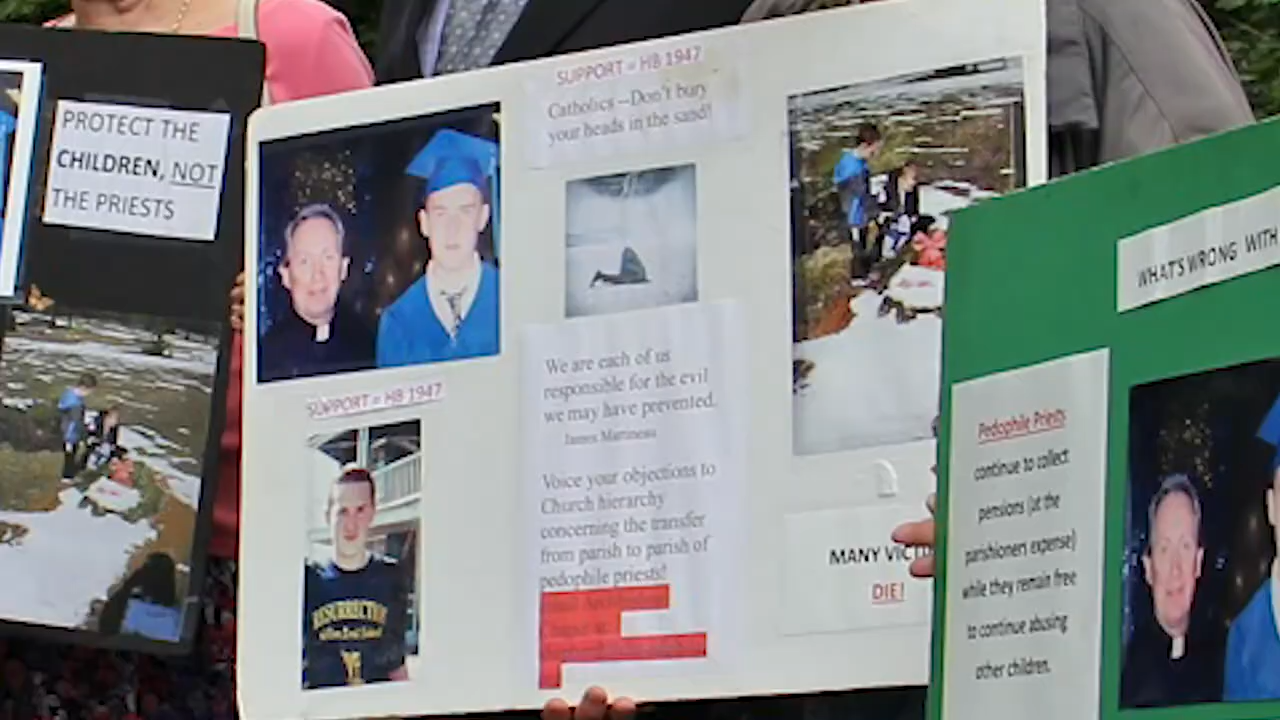 PROTECT THE
CHILDREN, NOT
THE PRIESTS
SUPPORT = HB 1947
Catholics –Don't bury
your heads in the sand!
We are each of us
responsible for the evil
we may have prevented.
James Martineau
Voice your objections to
Church hierarchy
concerning the transfer
from parish to parish of
pedophile priests!
SUPPORT = HB 1947
MANY
DIE!
WHAT'S WRONG WITH
Pedophile Priests
continue to collect
pensions (at the
parishioners expense)
while they remain free
to continue abusing
other children.